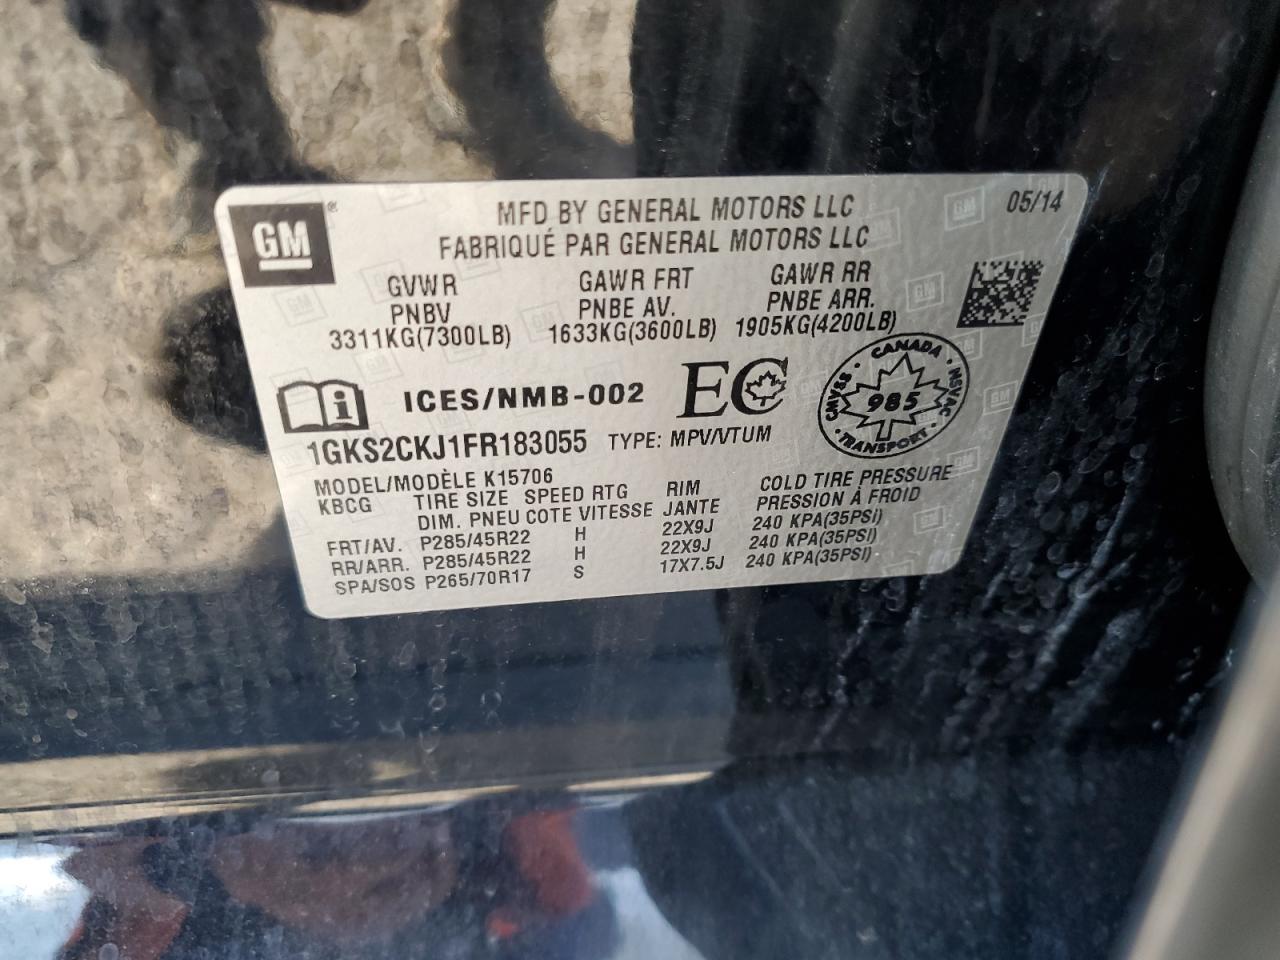 GM ®
MFD BY GENERAL MOTORS LLC
05/14
FABRIQUÉ PAR GENERAL MOTORS LLC
GVWR GAWR FRT GAWR RR
PNBV PNBE AV. PNBE ARR.
3311KG(7300LB) 1633KG(3600LB) 1905KG(4200LB)
i ICES/NMB-002 EC
CANADA CMVSS NSVAC 985 TRANSPORT
1GKS2CKJ1FR183055 TYPE: MPV/VTUM
MODEL/MODÈLE K15706
KBCG TIRE SIZE SPEED RTG RIM COLD TIRE PRESSURE
DIM. PNEU COTE VITESSE JANTE PRESSION À FROID
FRT/AV. P285/45R22 H 22X9J 240 KPA(35PSI)
RR/ARR. P285/45R22 H 22X9J 240 KPA(35PSI)
SPA/SOS P265/70R17 S 17X7.5J 240 KPA(35PSI)